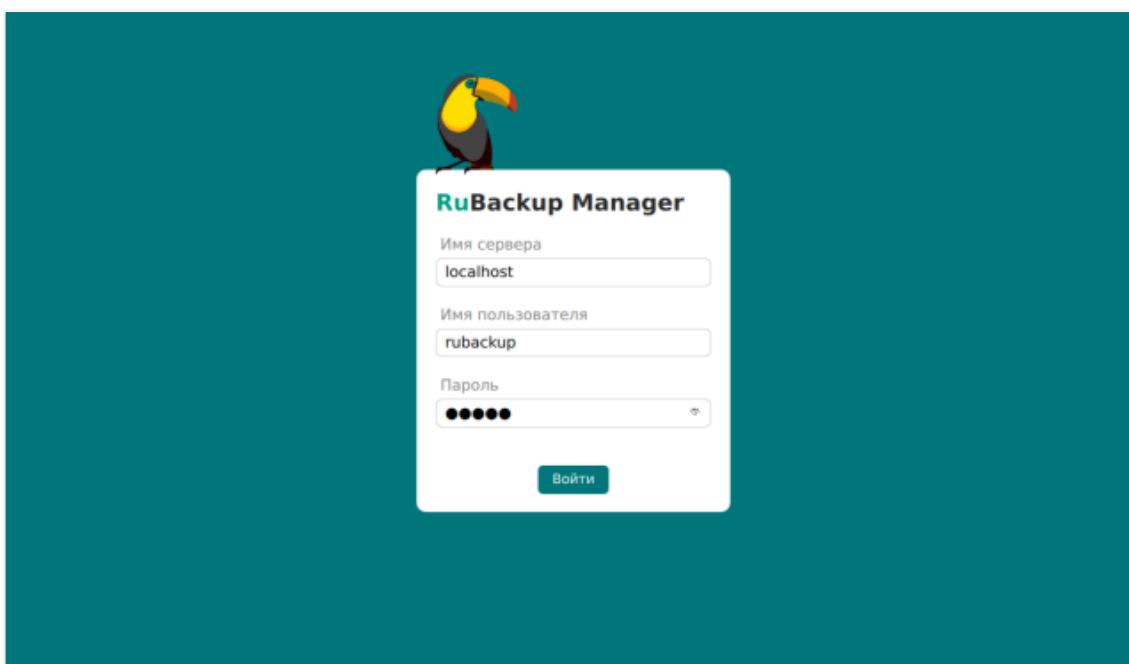 RuBackup Manager
Имя сервера
localhost
Имя пользователя
rubackup
Пароль
●●●●●
Войти